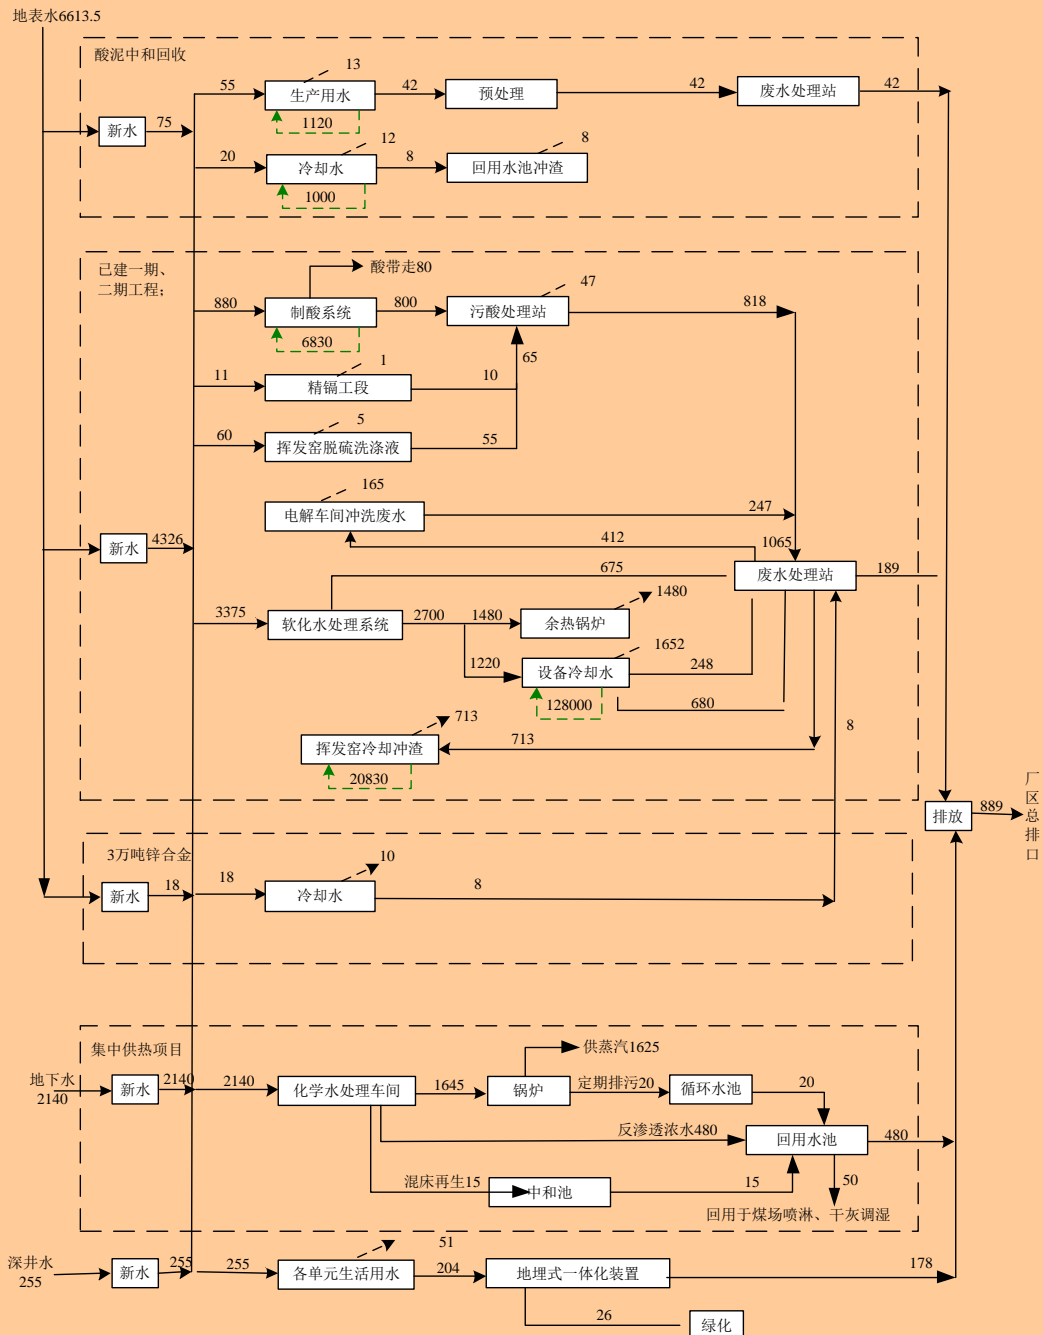 地表水6613.5
酸泥中和回收
13
55
生产用水
42
预处理
42
废水处理站
42
1120
新水
75
12
8
20
冷却水
8
回用水池冲渣
1000
已建一期、
二期工程；
酸带走80
47
880
制酸系统
800
污酸处理站
818
6830
65
1
11
精镉工段
10
5
60
挥发窑脱硫洗涤液
55
165
电解车间冲洗废水
247
412
1065
新水
4326
675
废水处理站
189
1480
3375
软化水处理系统
2700
1480
余热锅炉
1652
1220
设备冷却水
248
128000
680
713
8
挥发窑冷却冲渣
713
20830
厂区总排口
排放
889
3万吨锌合金
10
新水
18
18
冷却水
8
集中供热项目
供蒸汽1625
地下水
2140
新水
2140
2140
化学水处理车间
1645
锅炉
定期排污20
循环水池
20
反渗透浓水480
回用水池
480
混床再生15
中和池
15
50
回用于煤场喷淋、干灰调湿
深井水
255
新水
255
255
51
各单元生活用水
204
地埋式一体化装置
178
26
绿化